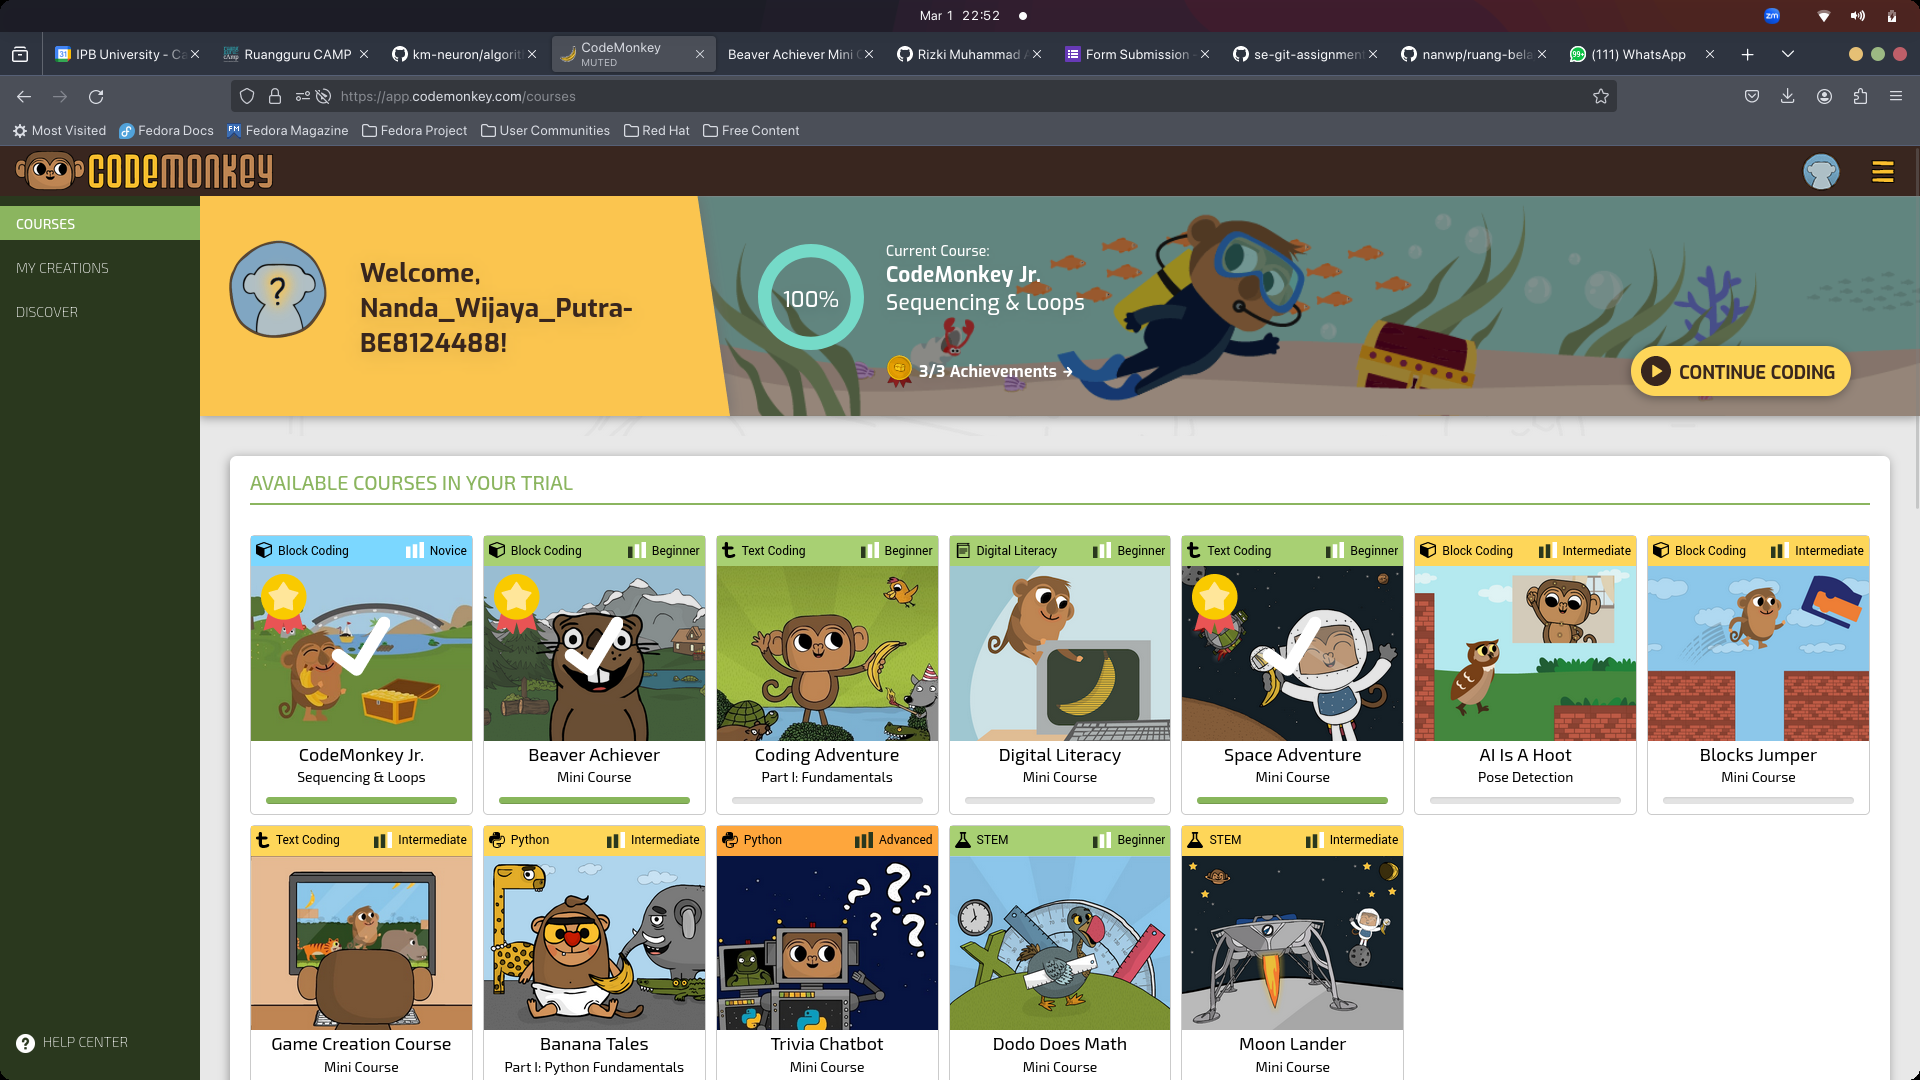 Mar 1 22:52
zm
IPB University - Ca
Ruangguru CAMP
km-neuron/algorit
CodeMonkey
MUTED
Beaver Achiever Mini C
Rizki Muhammad
Form Submission -
se-git-assignment
nanwp/ruang-bela
(111) WhatsApp
https://app.codemonkey.com/courses
Most Visited
Fedora Docs
Fedora Magazine
Fedora Project
User Communities
Red Hat
Free Content
CODEMONKEY
COURSES
MY CREATIONS
DISCOVER
HELP CENTER
?
Welcome,
Nanda_Wijaya_Putra-
BE8124488!
100%
Current Course:
CodeMonkey Jr.
Sequencing & Loops
3/3 Achievements →
CONTINUE CODING
AVAILABLE COURSES IN YOUR TRIAL
Block Coding Novice
CodeMonkey Jr.
Sequencing & Loops
Block Coding Beginner
Beaver Achiever
Mini Course
Text Coding Beginner
Coding Adventure
Part I: Fundamentals
Digital Literacy Beginner
Digital Literacy
Mini Course
Text Coding Beginner
Space Adventure
Mini Course
Block Coding Intermediate
AI Is A Hoot
Pose Detection
Block Coding Intermediate
Blocks Jumper
Mini Course
Text Coding Intermediate
Game Creation Course
Mini Course
Python Intermediate
Banana Tales
Part I: Python Fundamentals
Python Advanced
? ? ? ? ?
Trivia Chatbot
Mini Course
STEM Beginner
Dodo Does Math
Mini Course
STEM Intermediate
Moon Lander
Mini Course